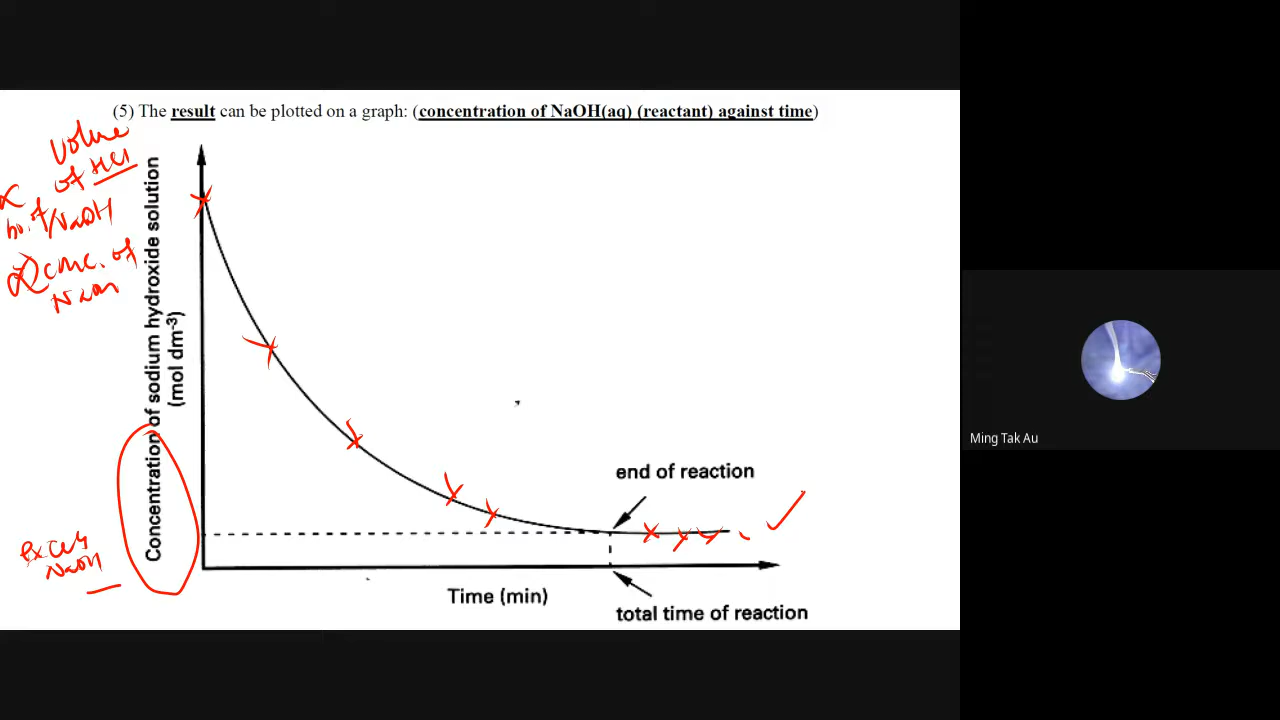 (5) The result can be plotted on a graph: (concentration of NaOH(aq) (reactant) against time)
volume
of HCl
∝
no. of NaOH
∝ conc. of
NaOH
Concentration of sodium hydroxide solution
(mol dm-3)
end of reaction
excess
NaOH
Time (min)
total time of reaction
Ming Tak Au